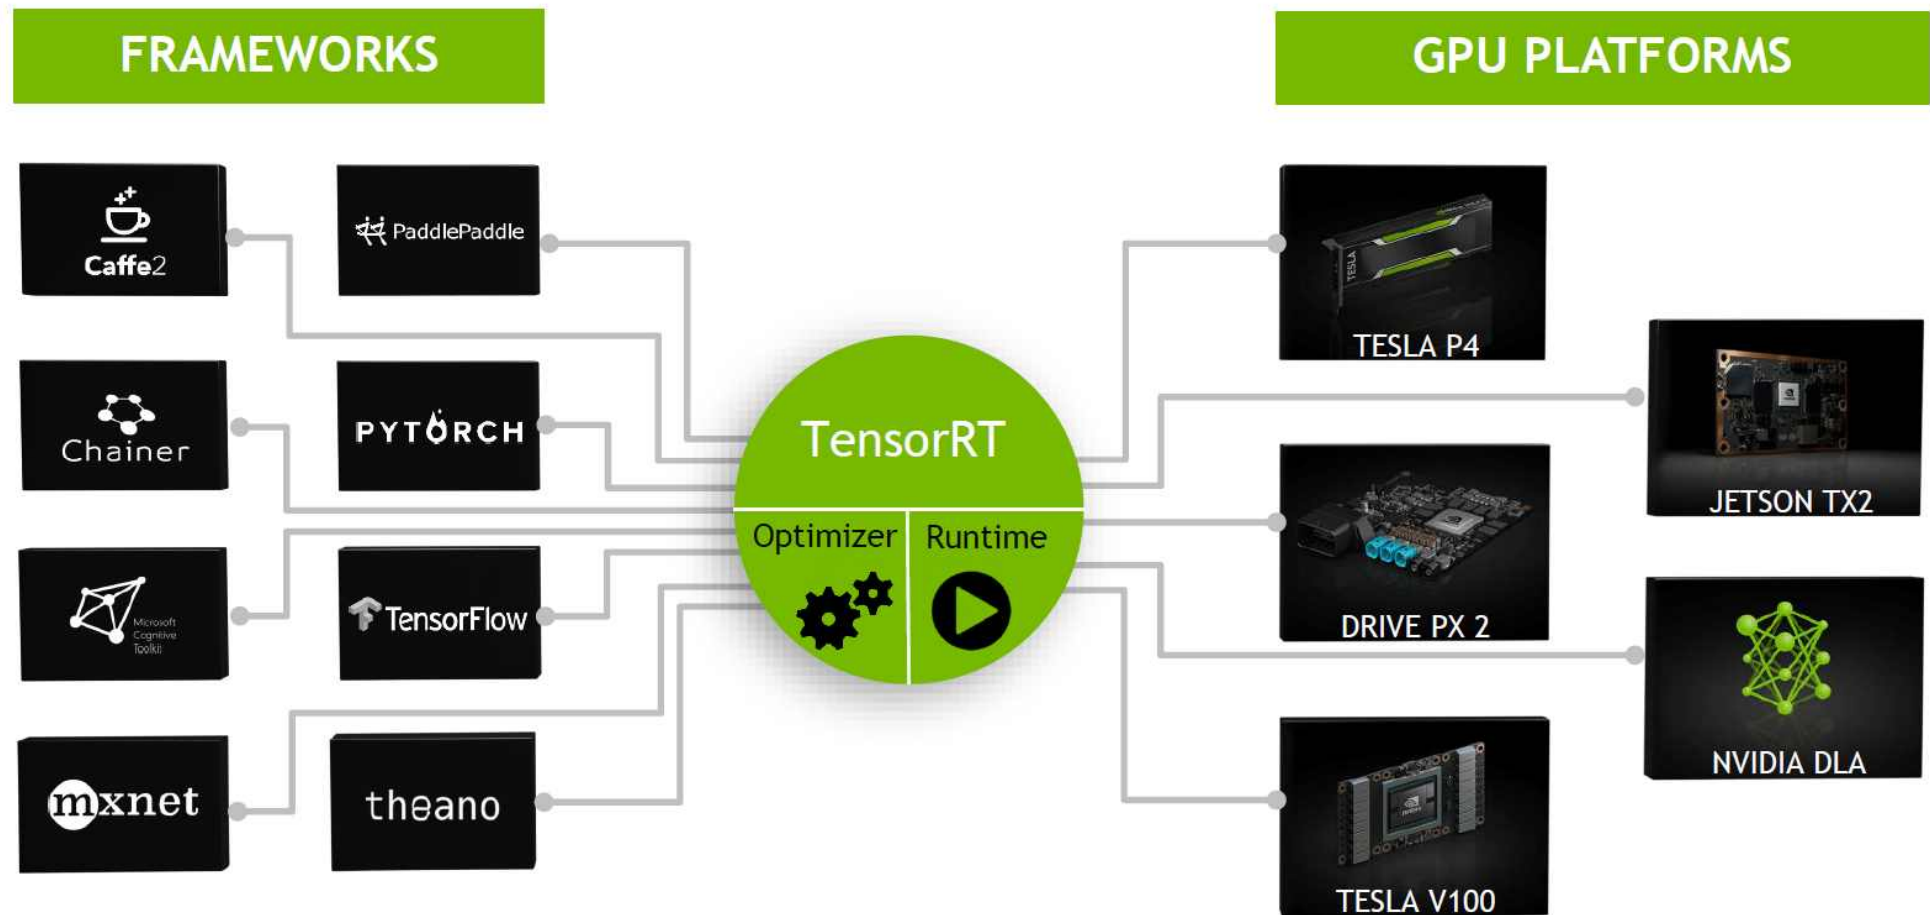 FRAMEWORKS
GPU PLATFORMS
Caffe2
PaddlePaddle
Chainer
PYTORCH
Microsoft
Cognitive
Toolkit
TensorFlow
mxnet
theano
TensorRT
Optimizer
Runtime
TESLA
TESLA P4
JETSON TX2
DRIVE PX 2
NVIDIA DLA
TESLA V100